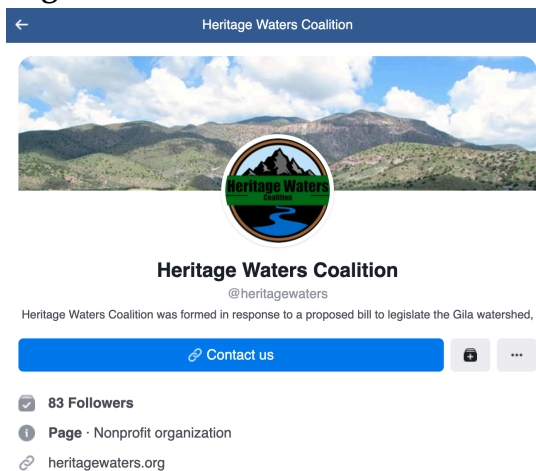 Heritage Waters Coalition
Heritage Waters
Coalition
Heritage Waters Coalition
@heritagewaters
Heritage Waters Coalition was formed in response to a proposed bill to legislate the Gila watershed,
Contact us
83 Followers
Page · Nonprofit organization
heritagewaters.org